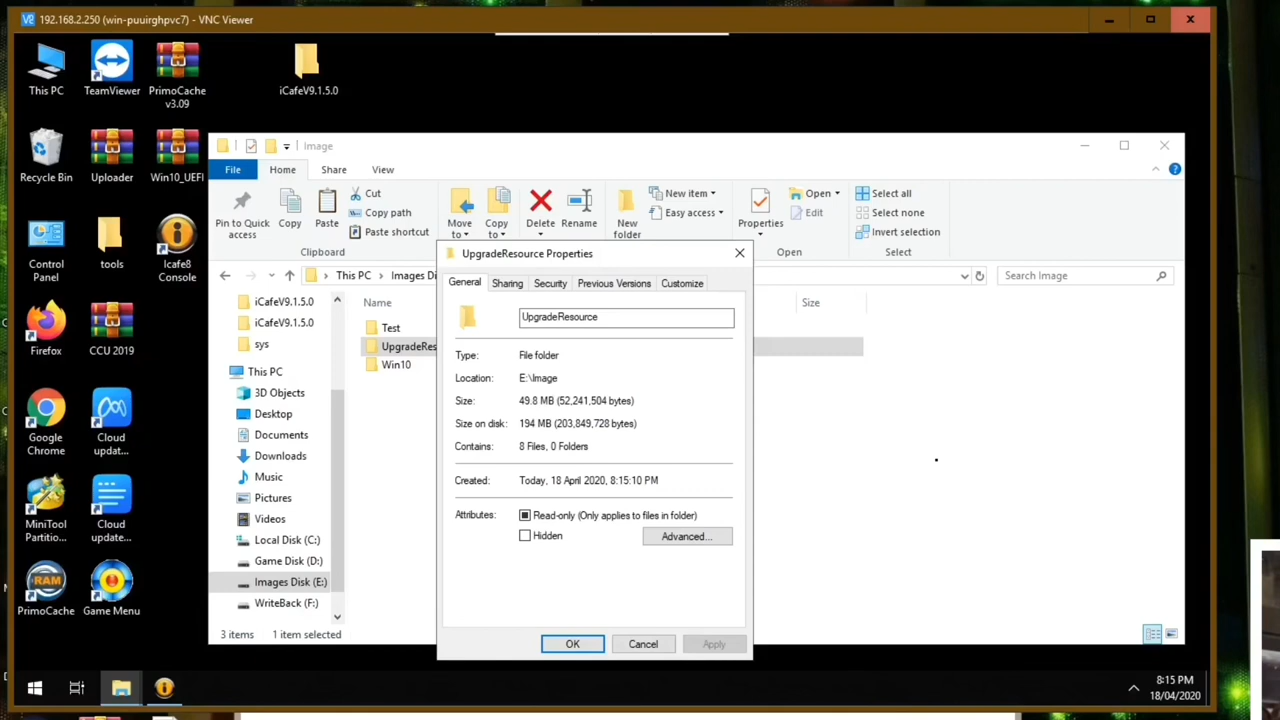 192.168.2.250 (win-puuirghpvc7) - VNC Viewer
This PC
TeamViewer
PrimoCache
v3.09
iCafeV9.1.5.0
Recycle Bin
Uploader
Win10_UEFI
Control
Panel
tools
Icafe8
Console
Firefox
CCU 2019
Google
Chrome
Cloud
updat...
MiniTool
Partitio...
Cloud
update...
RAM
PrimoCache
Game Menu
Image
File
Home
Share
View
Pin to Quick
access
Copy
Paste
Cut
Copy path
Paste shortcut
Clipboard
Move
to
Copy
to
Delete
Rename
New
folder
New item
Easy access
Properties
Open
Edit
Open
Select all
Select none
Invert selection
Select
This PC
Images Di
Search Image
iCafeV9.1.5.0
iCafeV9.1.5.0
sys
This PC
3D Objects
Desktop
Documents
Downloads
Music
Pictures
Videos
Local Disk (C:)
Game Disk (D:)
Images Disk (E:)
WriteBack (F:)
Name
Size
Test
UpgradeRes
Win10
3 items
1 item selected
UpgradeResource Properties
General
Sharing
Security
Previous Versions
Customize
UpgradeResource
Type: File folder
Location: E:\Image
Size: 49.8 MB (52,241,504 bytes)
Size on disk: 194 MB (203,849,728 bytes)
Contains: 8 Files, 0 Folders
Created: Today, 18 April 2020, 8:15:10 PM
Attributes: Read-only (Only applies to files in folder)
Hidden
Advanced...
OK
Cancel
Apply
8:15 PM
18/04/2020